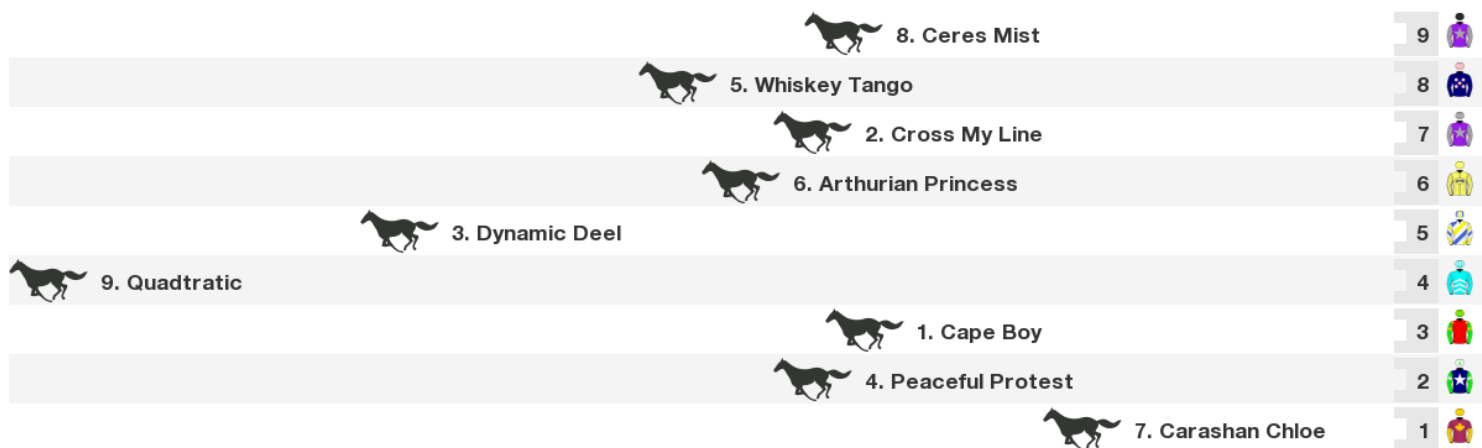 8. Ceres Mist 9
5. Whiskey Tango 8
2. Cross My Line 7
6. Arthurian Princess 6
3. Dynamic Deel 5
9. Quadtratic 4
1. Cape Boy 3
4. Peaceful Protest 2
7. Carashan Chloe 1